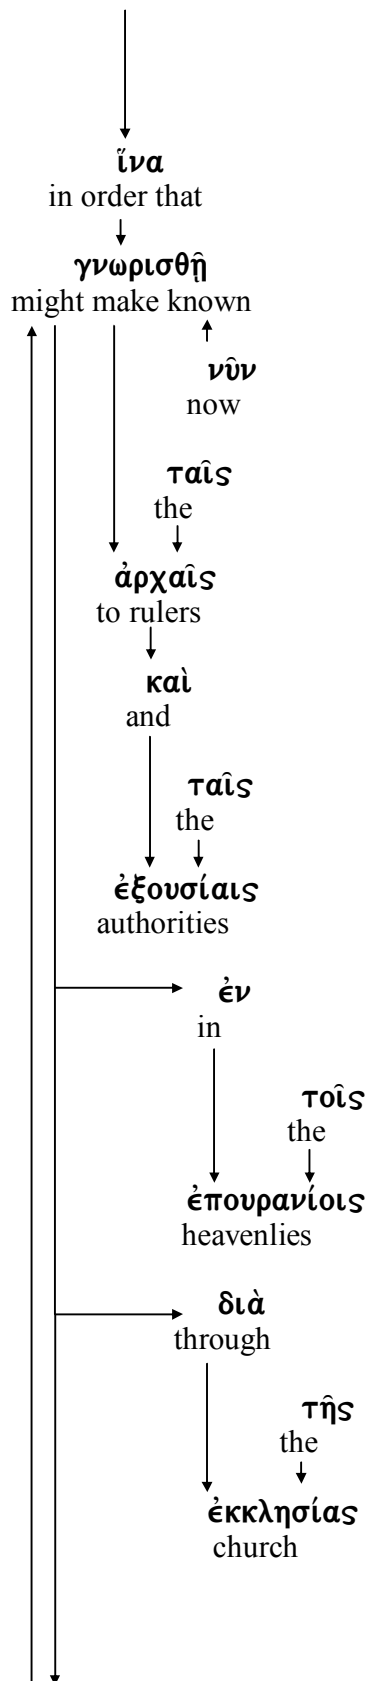 ἵνα
in order that
γνωρισθῇ
might make known
νῦν
now
ταῖς
the
ἀρχαῖς
to rulers
καὶ
and
ταῖς
the
ἐξουσίαις
authorities
ἐν
in
τοῖς
the
ἐπουρανίοις
heavenlies
διὰ
through
τῆς
the
ἐκκλησίας
church